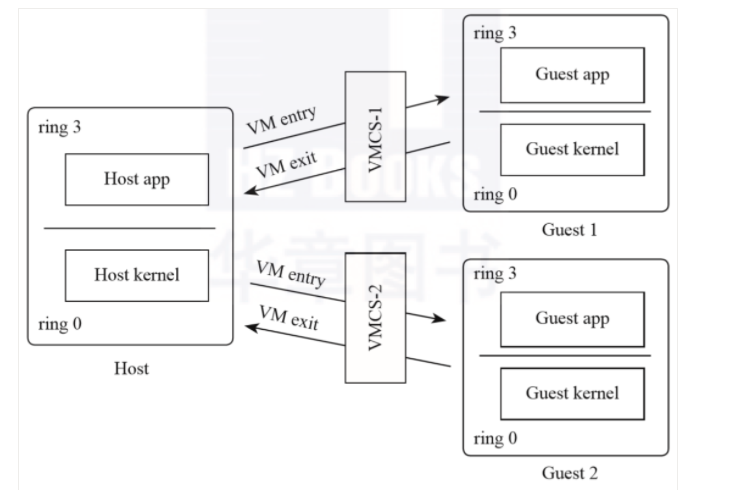 ring 3
Host app
Host kernel
ring 0
Host
VM entry
VM exit
VMCS-1
VM entry
VM exit
VMCS-2
ring 3
Guest app
Guest kernel
ring 0
Guest 1
ring 3
Guest app
Guest kernel
ring 0
Guest 2
HZ BOOKS
华章图书